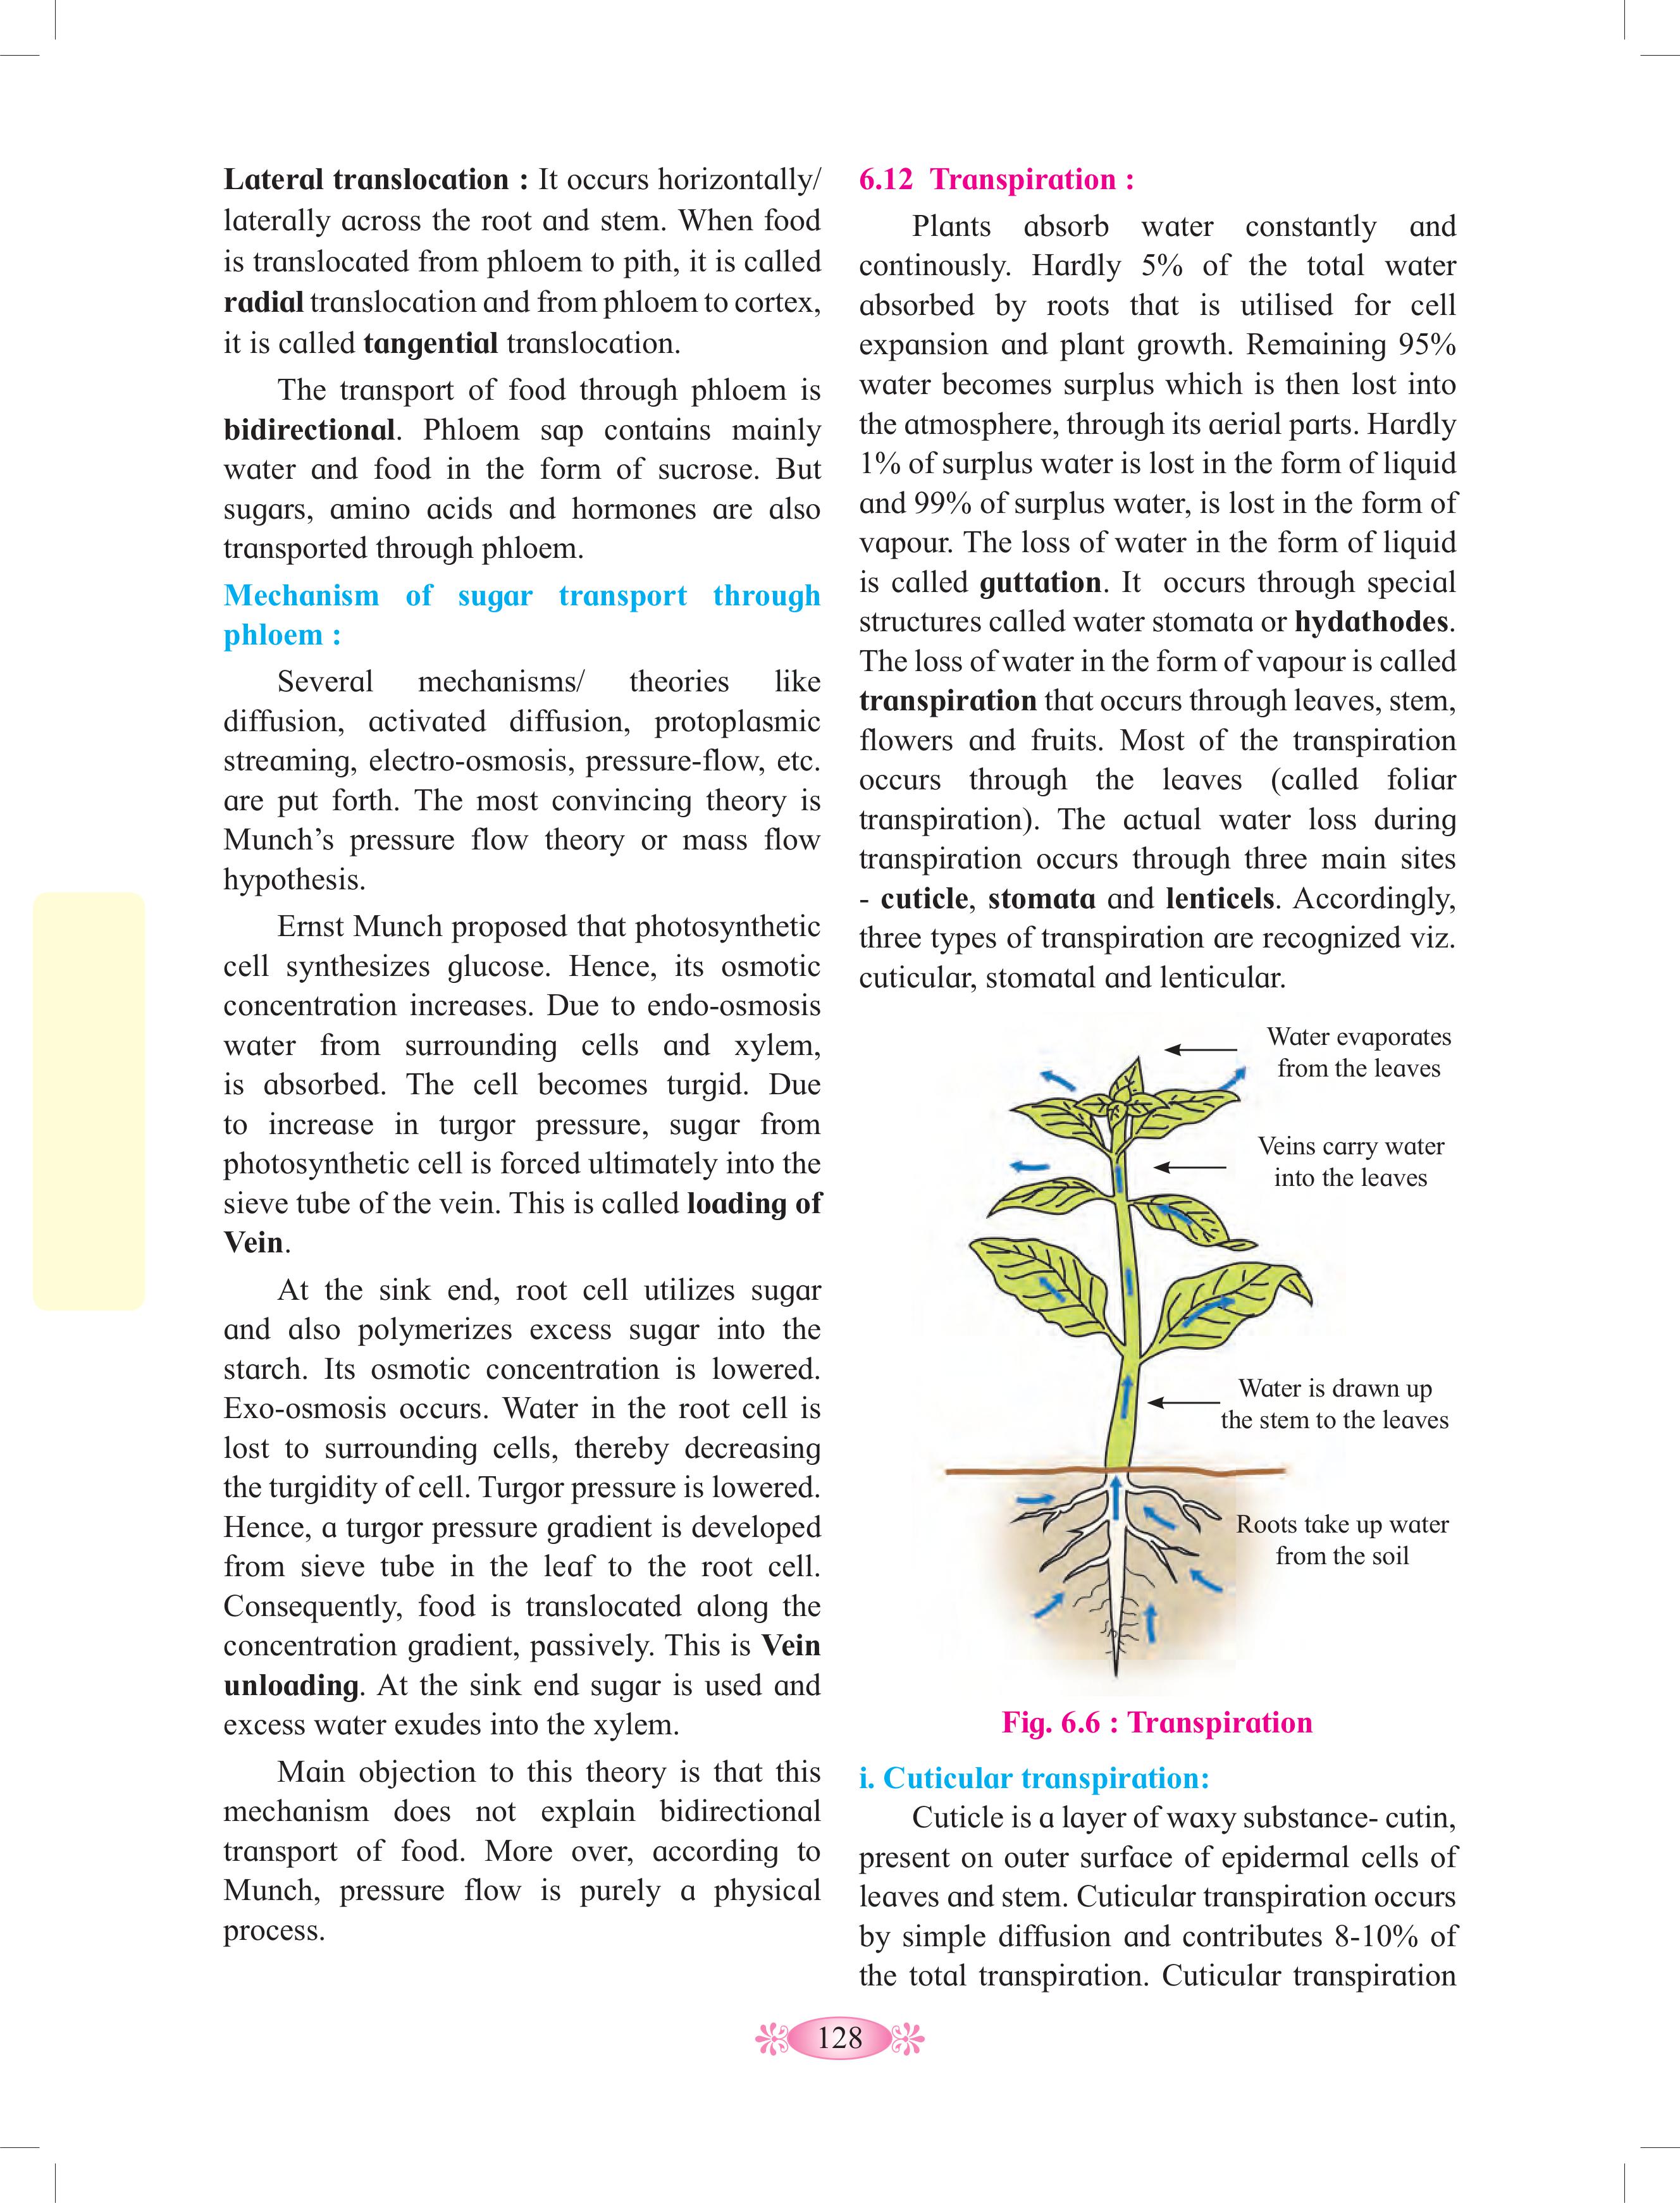 Lateral translocation : It occurs horizontally/
laterally across the root and stem. When food
is translocated from phloem to pith, it is called
radial translocation and from phloem to cortex,
it is called tangential translocation.
The transport of food through phloem is
bidirectional. Phloem sap contains mainly
water and food in the form of sucrose. But
sugars, amino acids and hormones are also
transported through phloem.
Mechanism of sugar transport through
phloem :
Several mechanisms/ theories like
diffusion, activated diffusion, protoplasmic
streaming, electro-osmosis, pressure-flow, etc.
are put forth. The most convincing theory is
Munch’s pressure flow theory or mass flow
hypothesis.
Ernst Munch proposed that photosynthetic
cell synthesizes glucose. Hence, its osmotic
concentration increases. Due to endo-osmosis
water from surrounding cells and xylem,
is absorbed. The cell becomes turgid. Due
to increase in turgor pressure, sugar from
photosynthetic cell is forced ultimately into the
sieve tube of the vein. This is called loading of
Vein.
At the sink end, root cell utilizes sugar
and also polymerizes excess sugar into the
starch. Its osmotic concentration is lowered.
Exo-osmosis occurs. Water in the root cell is
lost to surrounding cells, thereby decreasing
the turgidity of cell. Turgor pressure is lowered.
Hence, a turgor pressure gradient is developed
from sieve tube in the leaf to the root cell.
Consequently, food is translocated along the
concentration gradient, passively. This is Vein
unloading. At the sink end sugar is used and
excess water exudes into the xylem.
Main objection to this theory is that this
mechanism does not explain bidirectional
transport of food. More over, according to
Munch, pressure flow is purely a physical
process.
6.12 Transpiration :
Plants absorb water constantly and
continously. Hardly 5% of the total water
absorbed by roots that is utilised for cell
expansion and plant growth. Remaining 95%
water becomes surplus which is then lost into
the atmosphere, through its aerial parts. Hardly
1% of surplus water is lost in the form of liquid
and 99% of surplus water, is lost in the form of
vapour. The loss of water in the form of liquid
is called guttation. It occurs through special
structures called water stomata or hydathodes.
The loss of water in the form of vapour is called
transpiration that occurs through leaves, stem,
flowers and fruits. Most of the transpiration
occurs through the leaves (called foliar
transpiration). The actual water loss during
transpiration occurs through three main sites
- cuticle, stomata and lenticels. Accordingly,
three types of transpiration are recognized viz.
cuticular, stomatal and lenticular.
Water evaporates
from the leaves
Veins carry water
into the leaves
Water is drawn up
the stem to the leaves
Roots take up water
from the soil
Fig. 6.6 : Transpiration
i. Cuticular transpiration:
Cuticle is a layer of waxy substance- cutin,
present on outer surface of epidermal cells of
leaves and stem. Cuticular transpiration occurs
by simple diffusion and contributes 8-10% of
the total transpiration. Cuticular transpiration
128